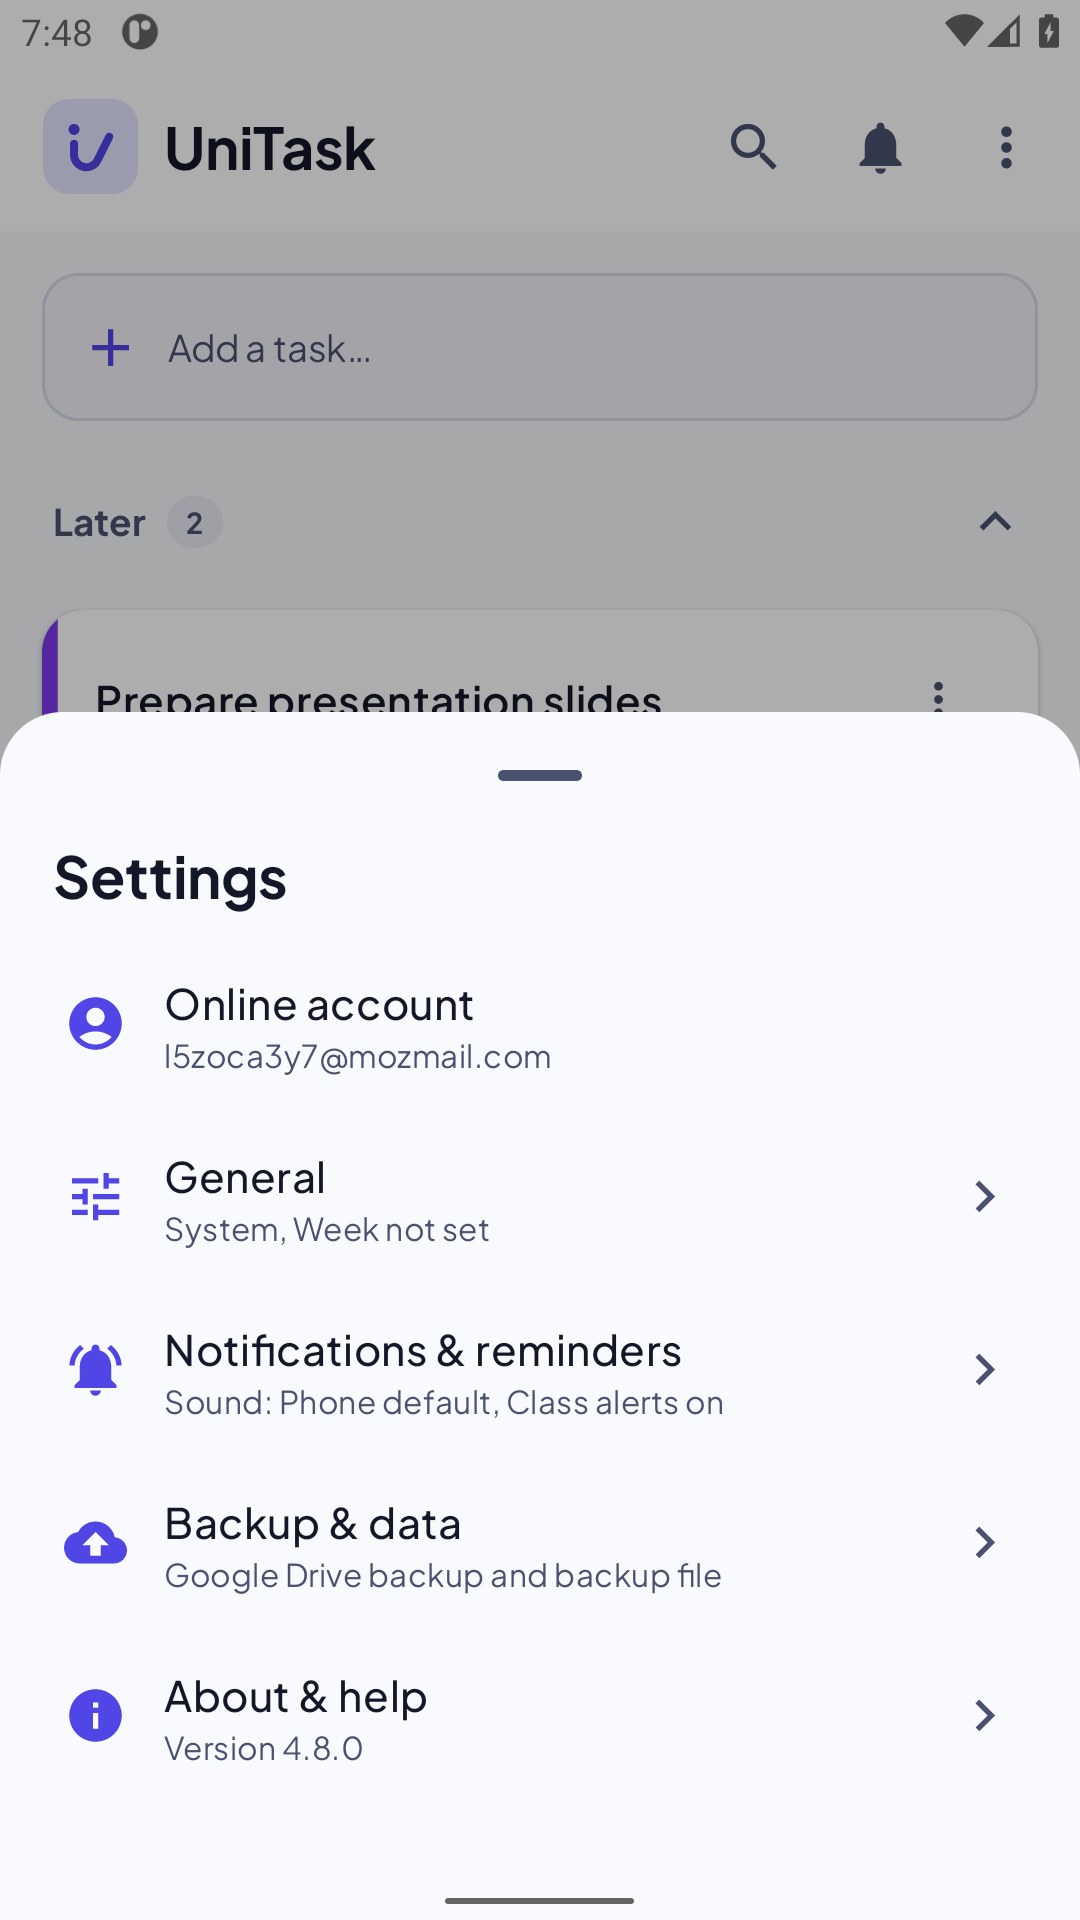 7:48
UniTask
Add a task...
Later 2
Prepare presentation slides
Settings
Online account
l5zoca3y7@mozmail.com
General
System, Week not set
Notifications & reminders
Sound: Phone default, Class alerts on
Backup & data
Google Drive backup and backup file
About & help
Version 4.8.0